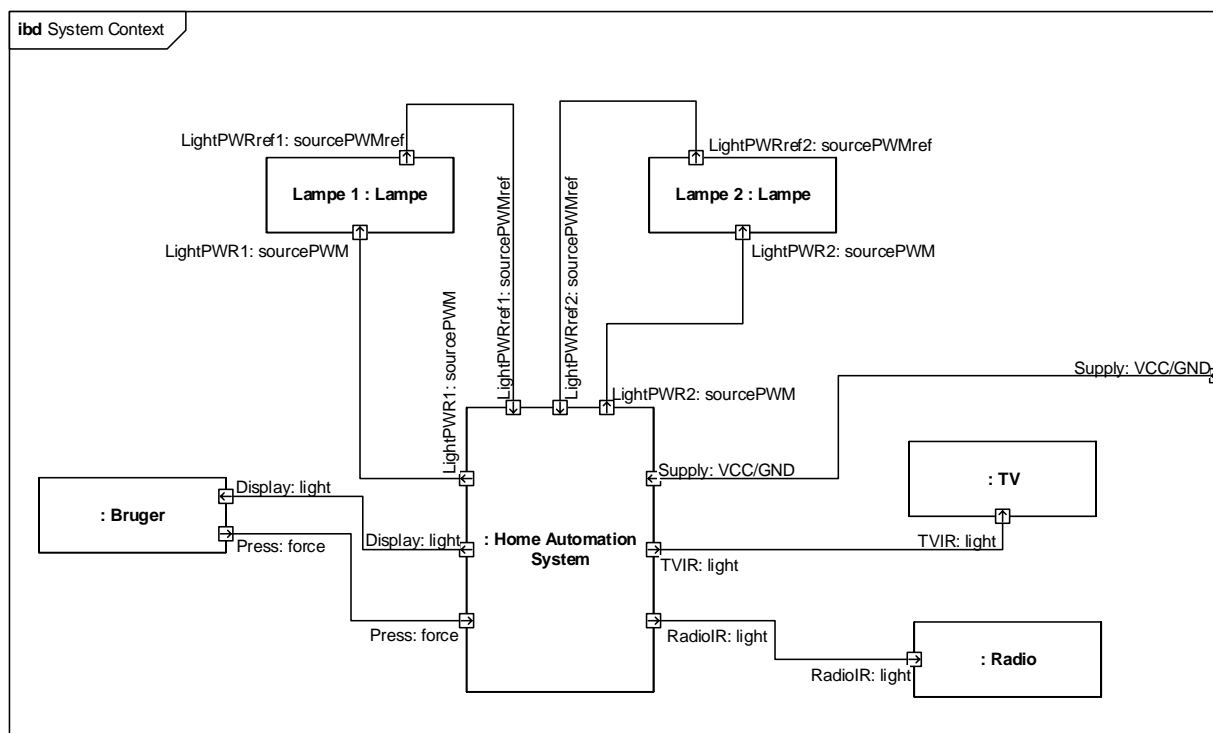 ibd System Context
LightPWRref1: sourcePWMref
LightPWRref2: sourcePWMref
Lampe 1 : Lampe
Lampe 2 : Lampe
LightPWR1: sourcePWM
LightPWR2: sourcePWM
LightPWR1: sourcePWM
LightPWRref1: sourcePWMref
LightPWRref2: sourcePWMref
LightPWR2: sourcePWM
Supply: VCC/GND
Supply: VCC/GND
: TV
Display: light
: Bruger
Press: force
Display: light
: Home Automation
System
TVIR: light
TVIR: light
Press: force
RadioIR: light
: Radio
RadioIR: light